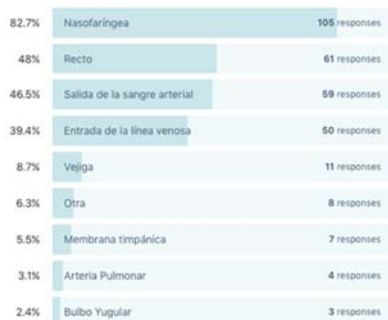 82.7% Nasofaríngea 105 responses
48% Recto 61 responses
46.5% Salida de la sangre arterial 59 responses
39.4% Entrada de la línea venosa 50 responses
8.7% Vejiga 11 responses
6.3% Otra 8 responses
5.5% Membrana timpánica 7 responses
3.1% Arteria Pulmonar 4 responses
2.4% Bulbo Yugular 3 responses